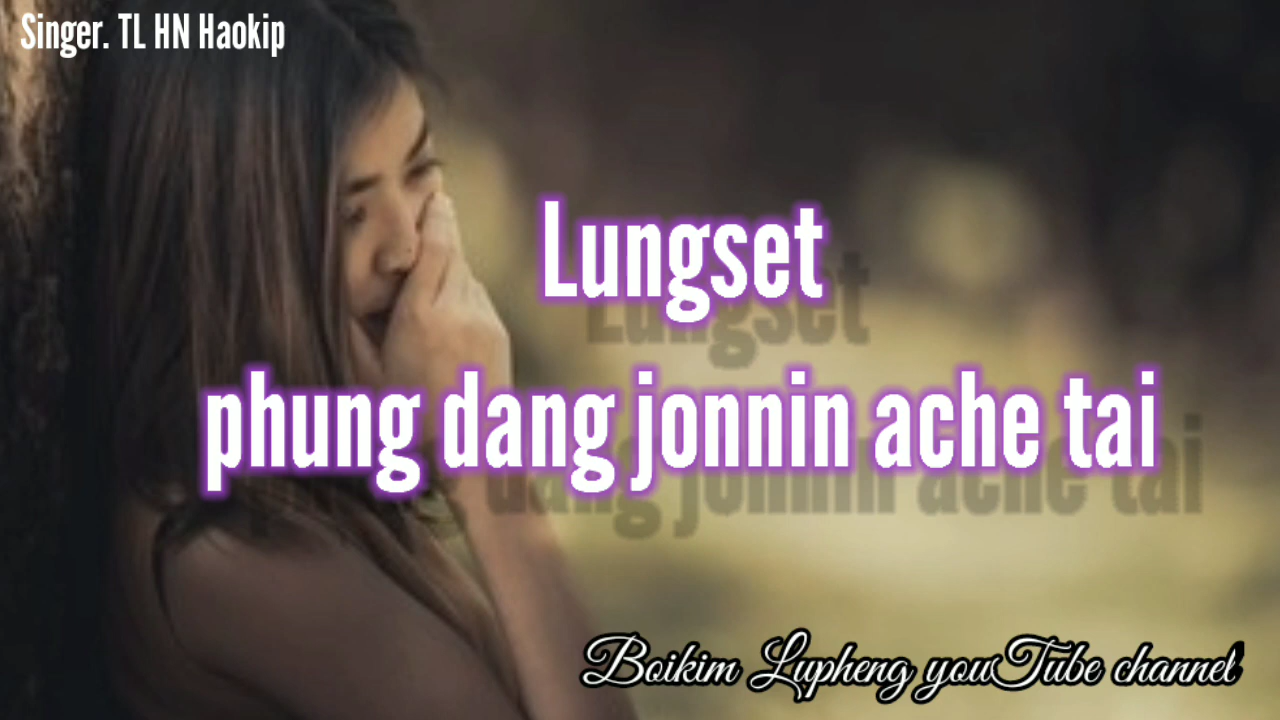 Singer. TL HN Haokip
Lungset
phung dang jonnin ache tai
Boikim Lupheng youTube channel